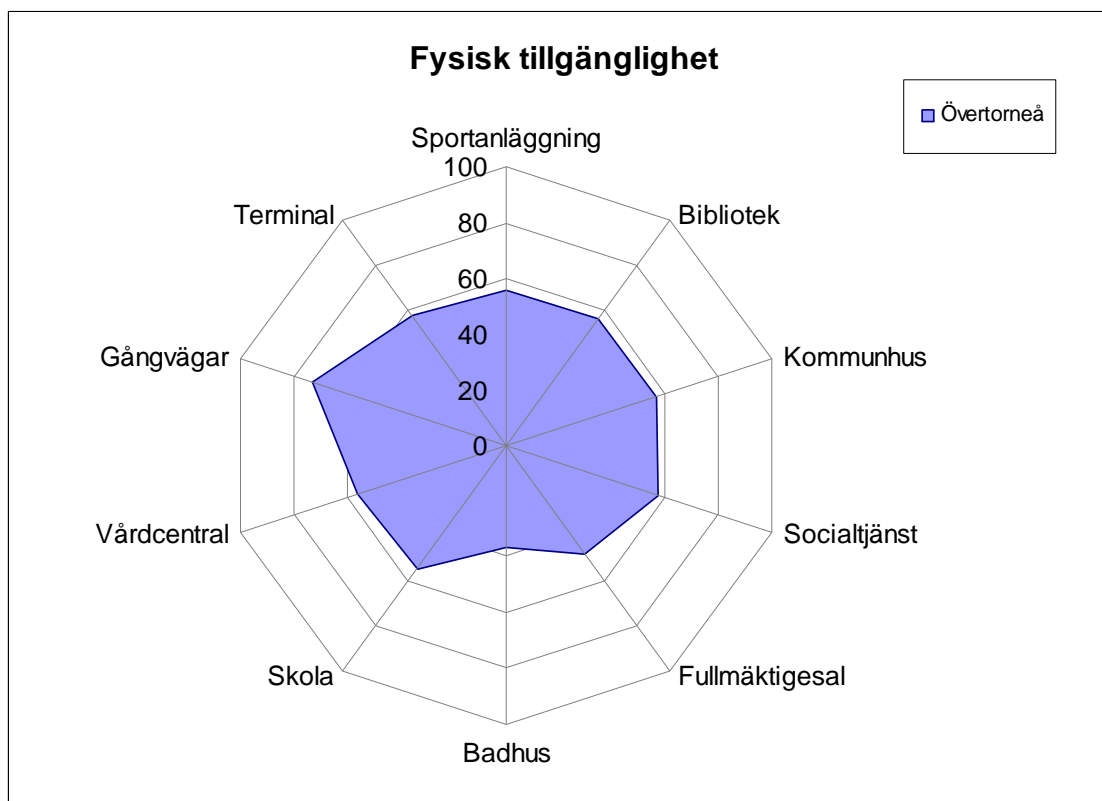 Fysisk tillgänglighet
Övertorneå
Sportanläggning
100
80
60
40
20
0
Bibliotek
Kommunhus
Socialtjänst
Fullmäktigesal
Badhus
Skola
Vårdcentral
Gångvägar
Terminal